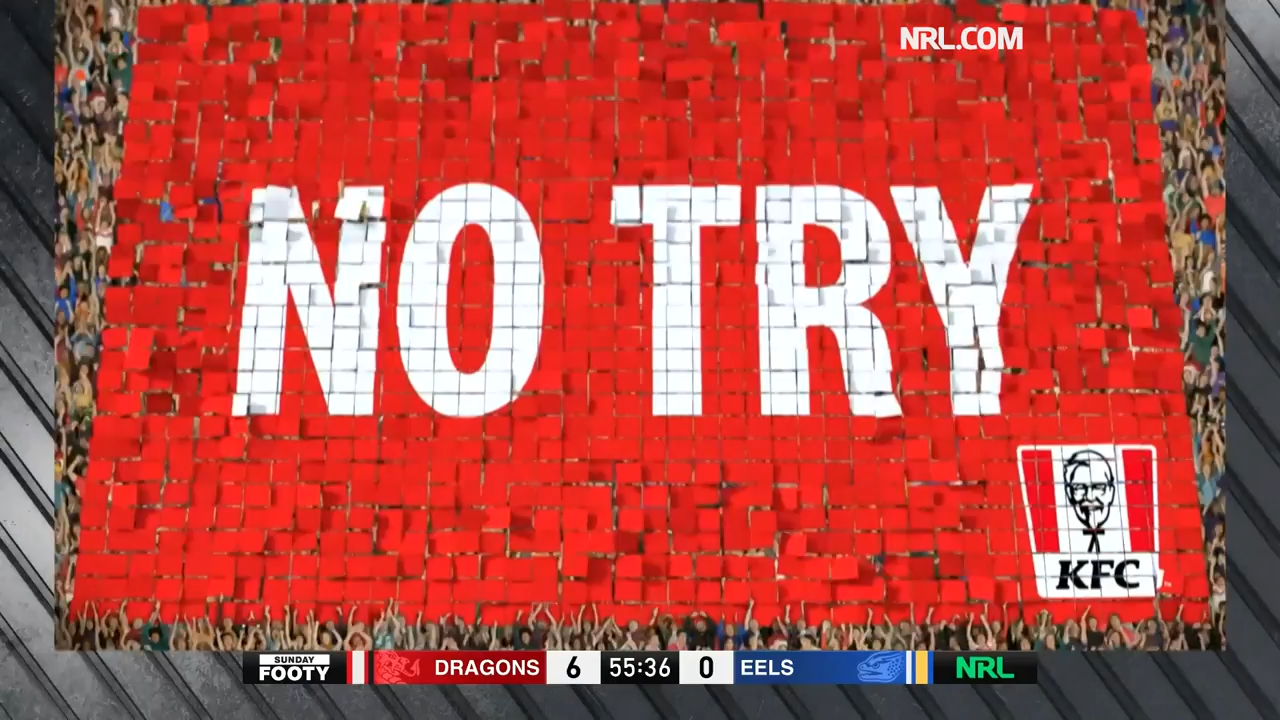 NRL.COM
NO TRY
KFC
SUNDAY
FOOTY
DRAGONS 6 55:36 0 EELS NRL